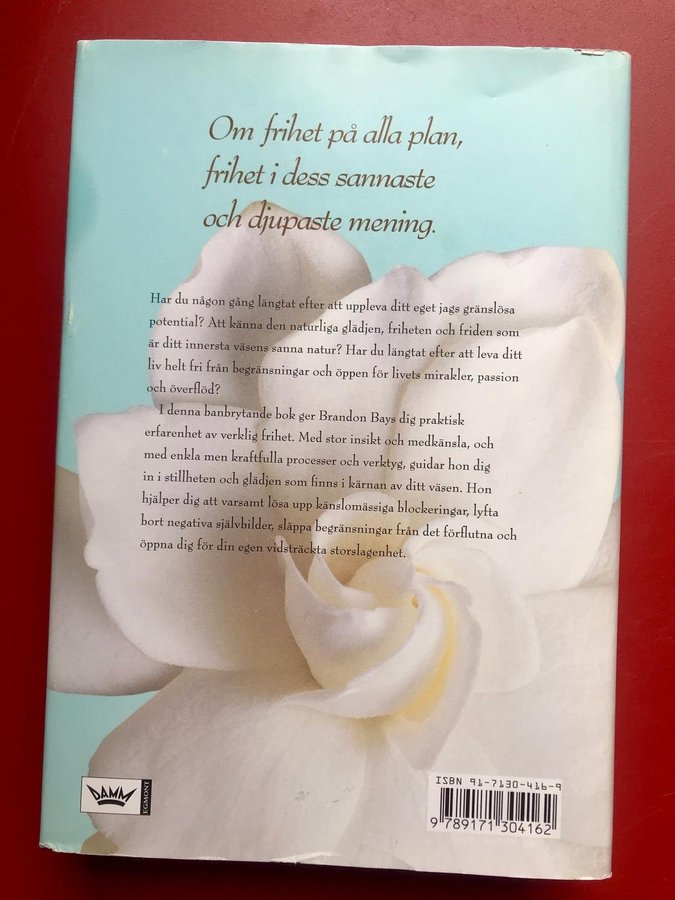 Om frihet på alla plan,
frihet i dess sannaste
och djupaste mening.
Har du någon gång längtat efter att uppleva ditt eget jags gränslösa
potential? Att känna den naturliga glädjen, friheten och friden som
är ditt innersta väsens sanna natur? Har du längtat efter att leva ditt
liv helt fri från begränsningar och öppen för livets mirakler, passion
och överflöd?
I denna banbrytande bok ger Brandon Bays dig praktisk
erfarenhet av verklig frihet. Med stor insikt och medkänsla, och
med enkla men kraftfulla processer och verktyg, guidar hon dig
in i stillheten och glädjen som finns i kärnan av ditt väsen. Hon
hjälper dig att varsamt lösa upp känslomässiga blockeringar, lyfta
bort negativa självbilder, släppa begränsningar från det förflutna och
öppna dig för din egen vidsträckta storslagenhet.
DAMM
EGMONT
ISBN 91-7130-416-9
9 789171 304162